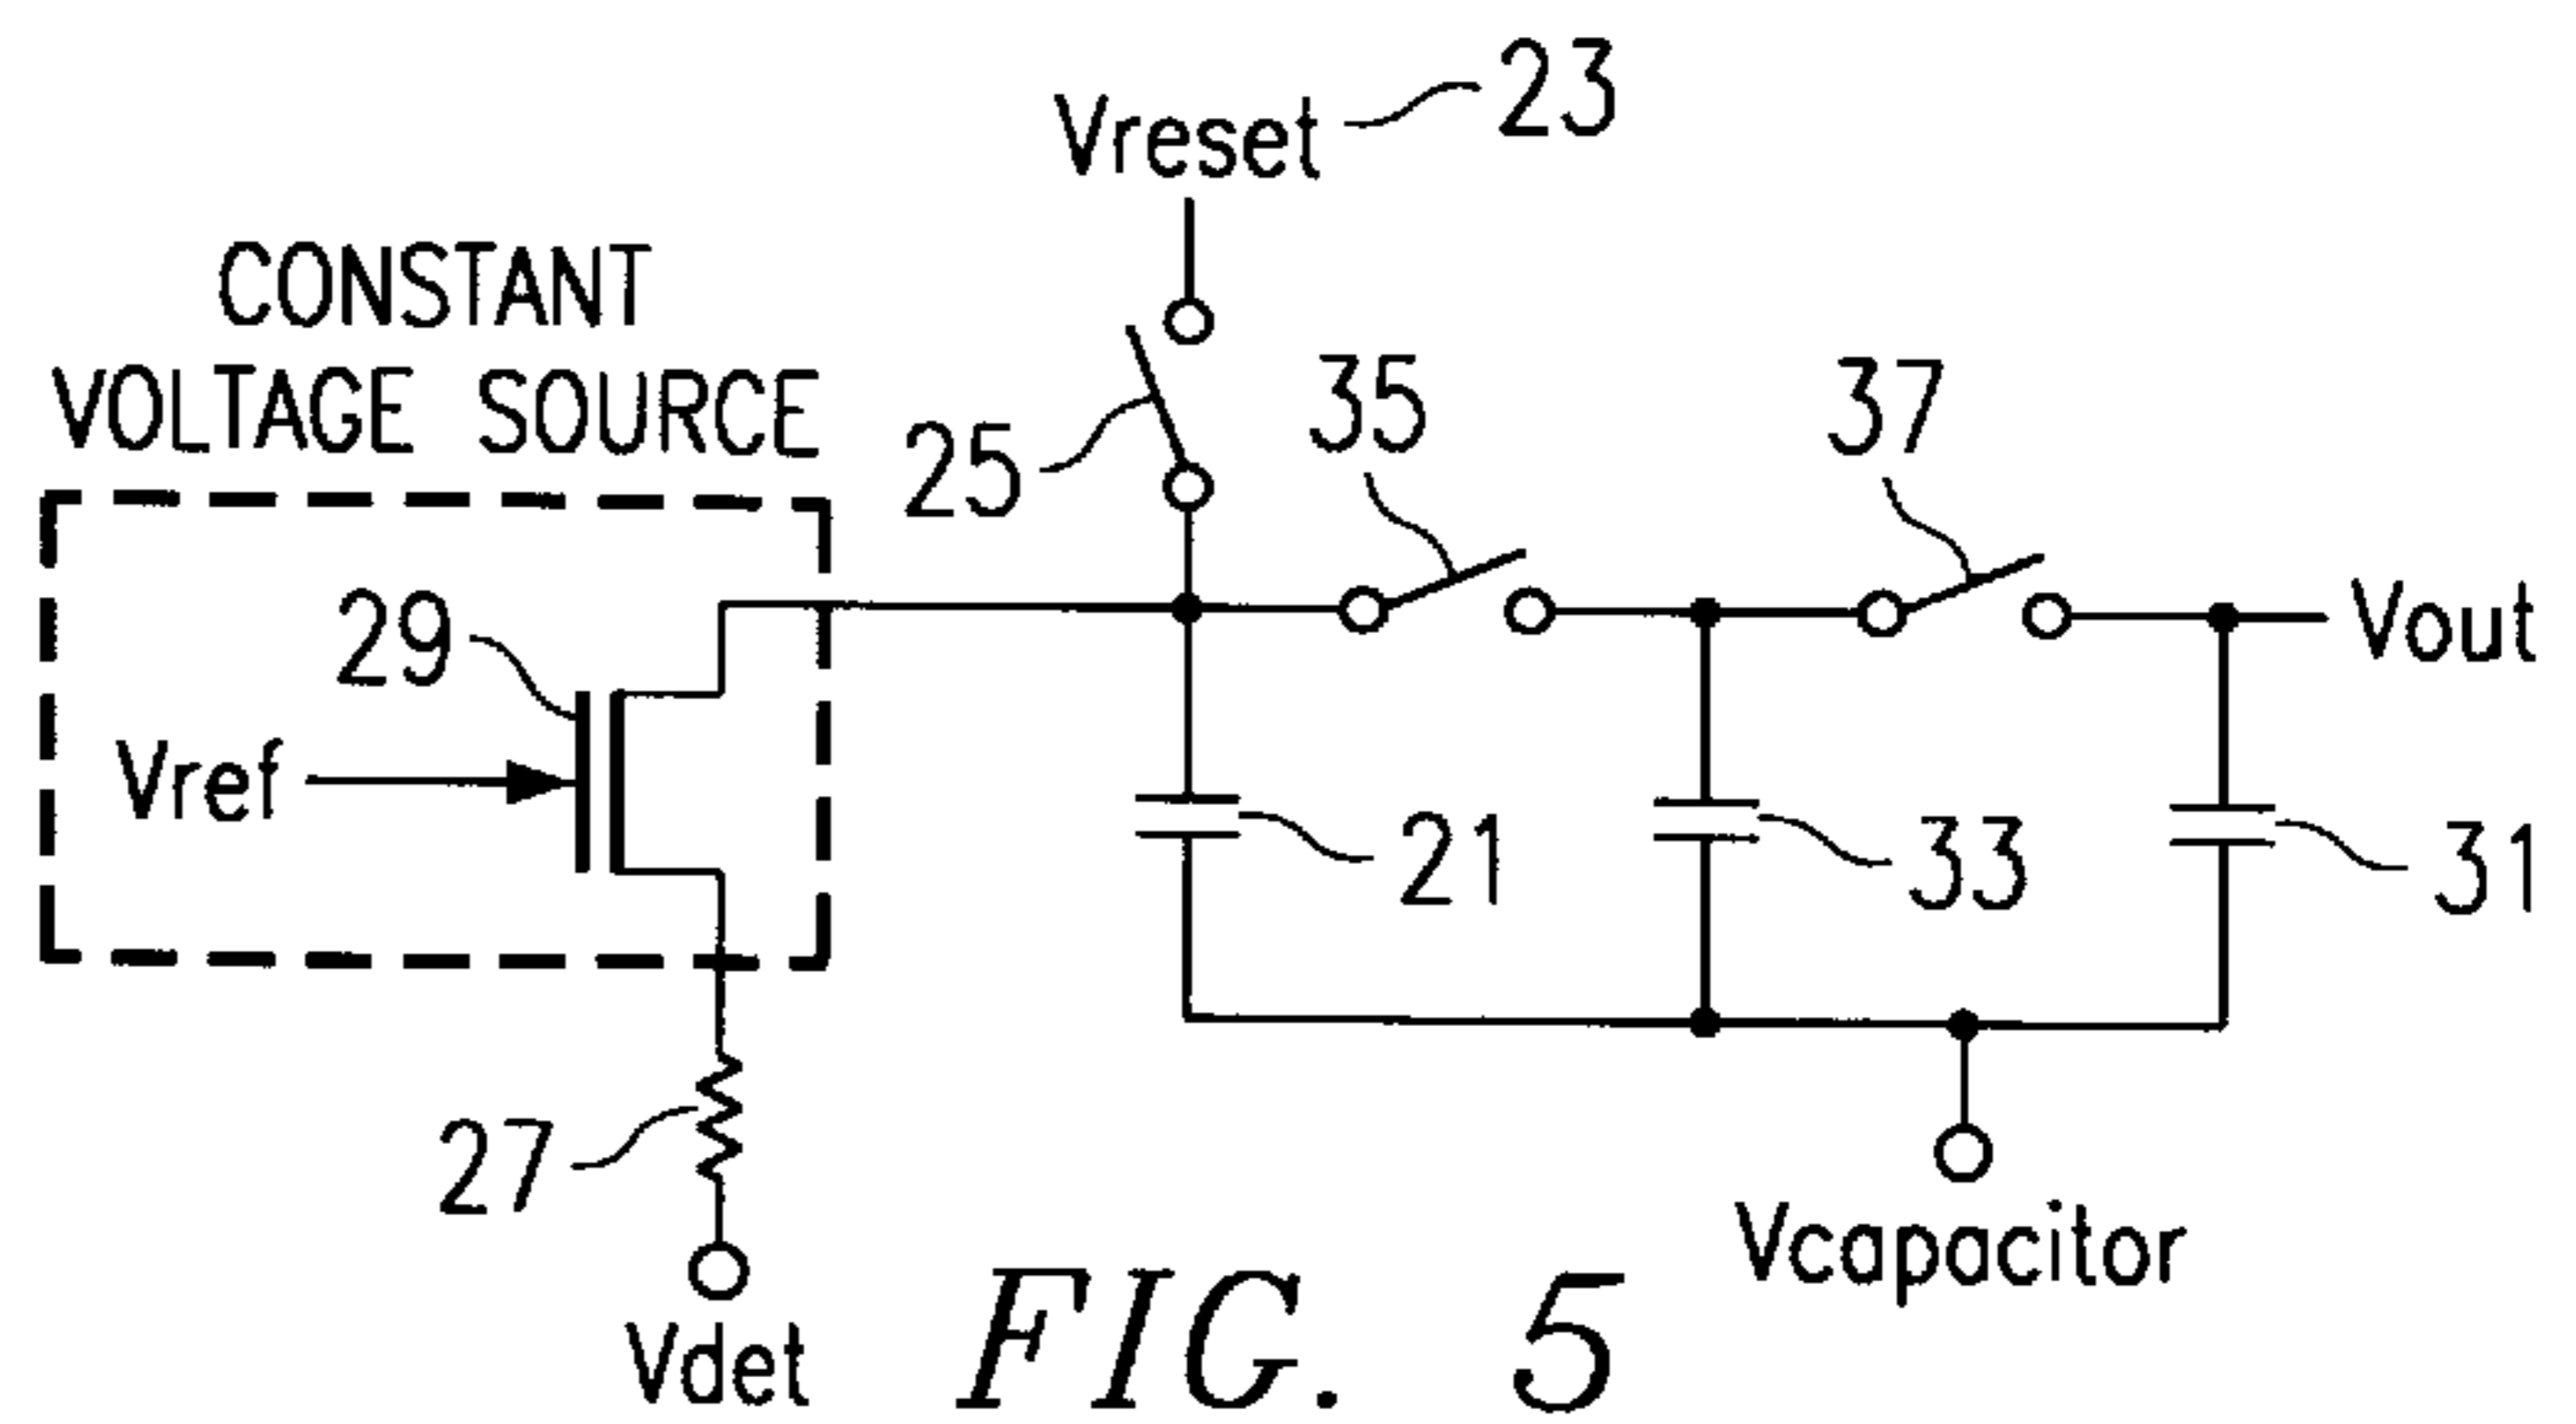 Vreset 23
CONSTANT
VOLTAGE SOURCE
25
35
37
29
Vref
Vout
21
33
31
27
Vdet
Vcapacitor
FIG. 5